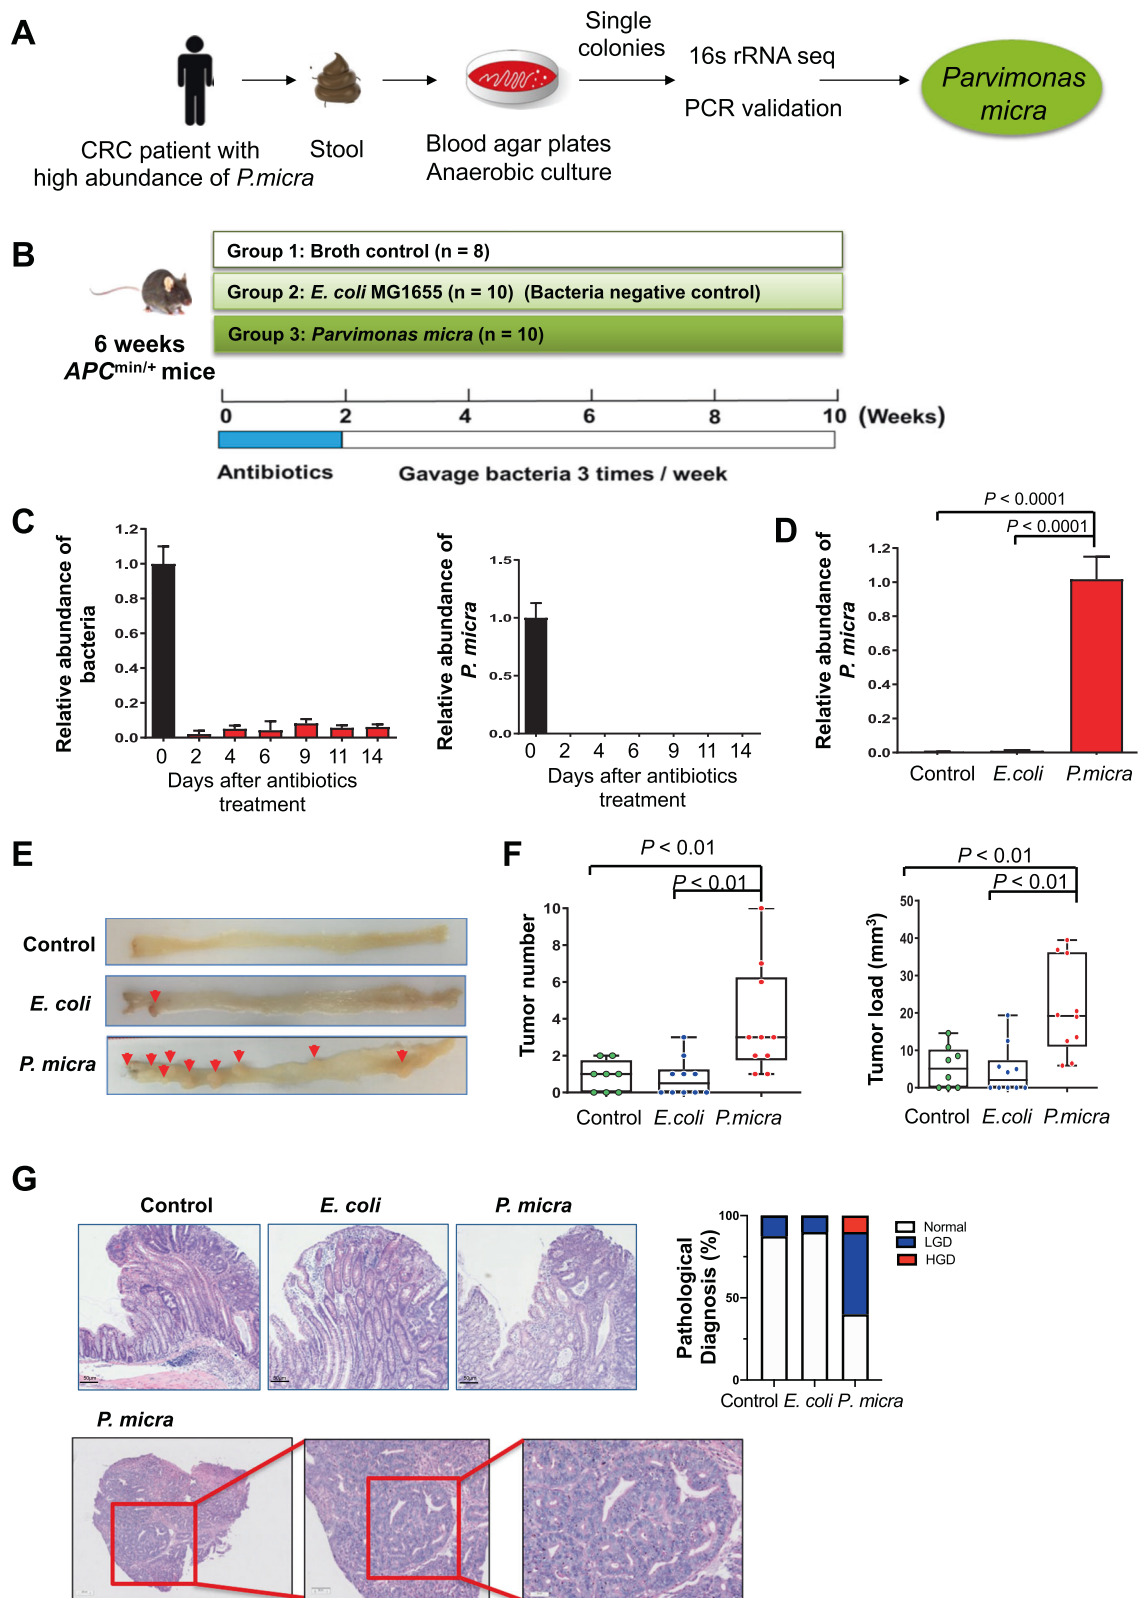 A
CRC patient with
high abundance of P.micra
Stool
Blood agar plates
Anaerobic culture
Single
colonies
16s rRNA seq
PCR validation
Parvimonas
micra
B
6 weeks
APCmin/+ mice
Group 1: Broth control (n = 8)
Group 2: E. coli MG1655 (n = 10) (Bacteria negative control)
Group 3: Parvimonas micra (n = 10)
0 2 4 6 8 10 (Weeks)
Antibiotics Gavage bacteria 3 times / week
C
Relative abundance of
bacteria
1.2
1.0
0.8
0.6
0.4
0.2
0.0
0 2 4 6 9 11 14
Days after antibiotics
treatment
Relative abundance of
P. micra
1.5
1.0
0.5
0.0
0 2 4 6 9 11 14
Days after antibiotics
treatment
D
P < 0.0001
P < 0.0001
Relative abundance of
P. micra
1.2
1.0
0.8
0.6
0.4
0.2
0.0
Control E.coli P.micra
E
Control
E. coli
P. micra
F
P < 0.01
P < 0.01
Tumor number
10
8
6
4
2
0
Control E.coli P.micra
P < 0.01
P < 0.01
Tumor load (mm³)
50
40
30
20
10
0
Control E.coli P.micra
G
Control E. coli P. micra
50μm
50μm
50μm
Pathological
Diagnosis (%)
100
50
0
Control E. coli P. micra
Normal
LGD
HGD
P. micra